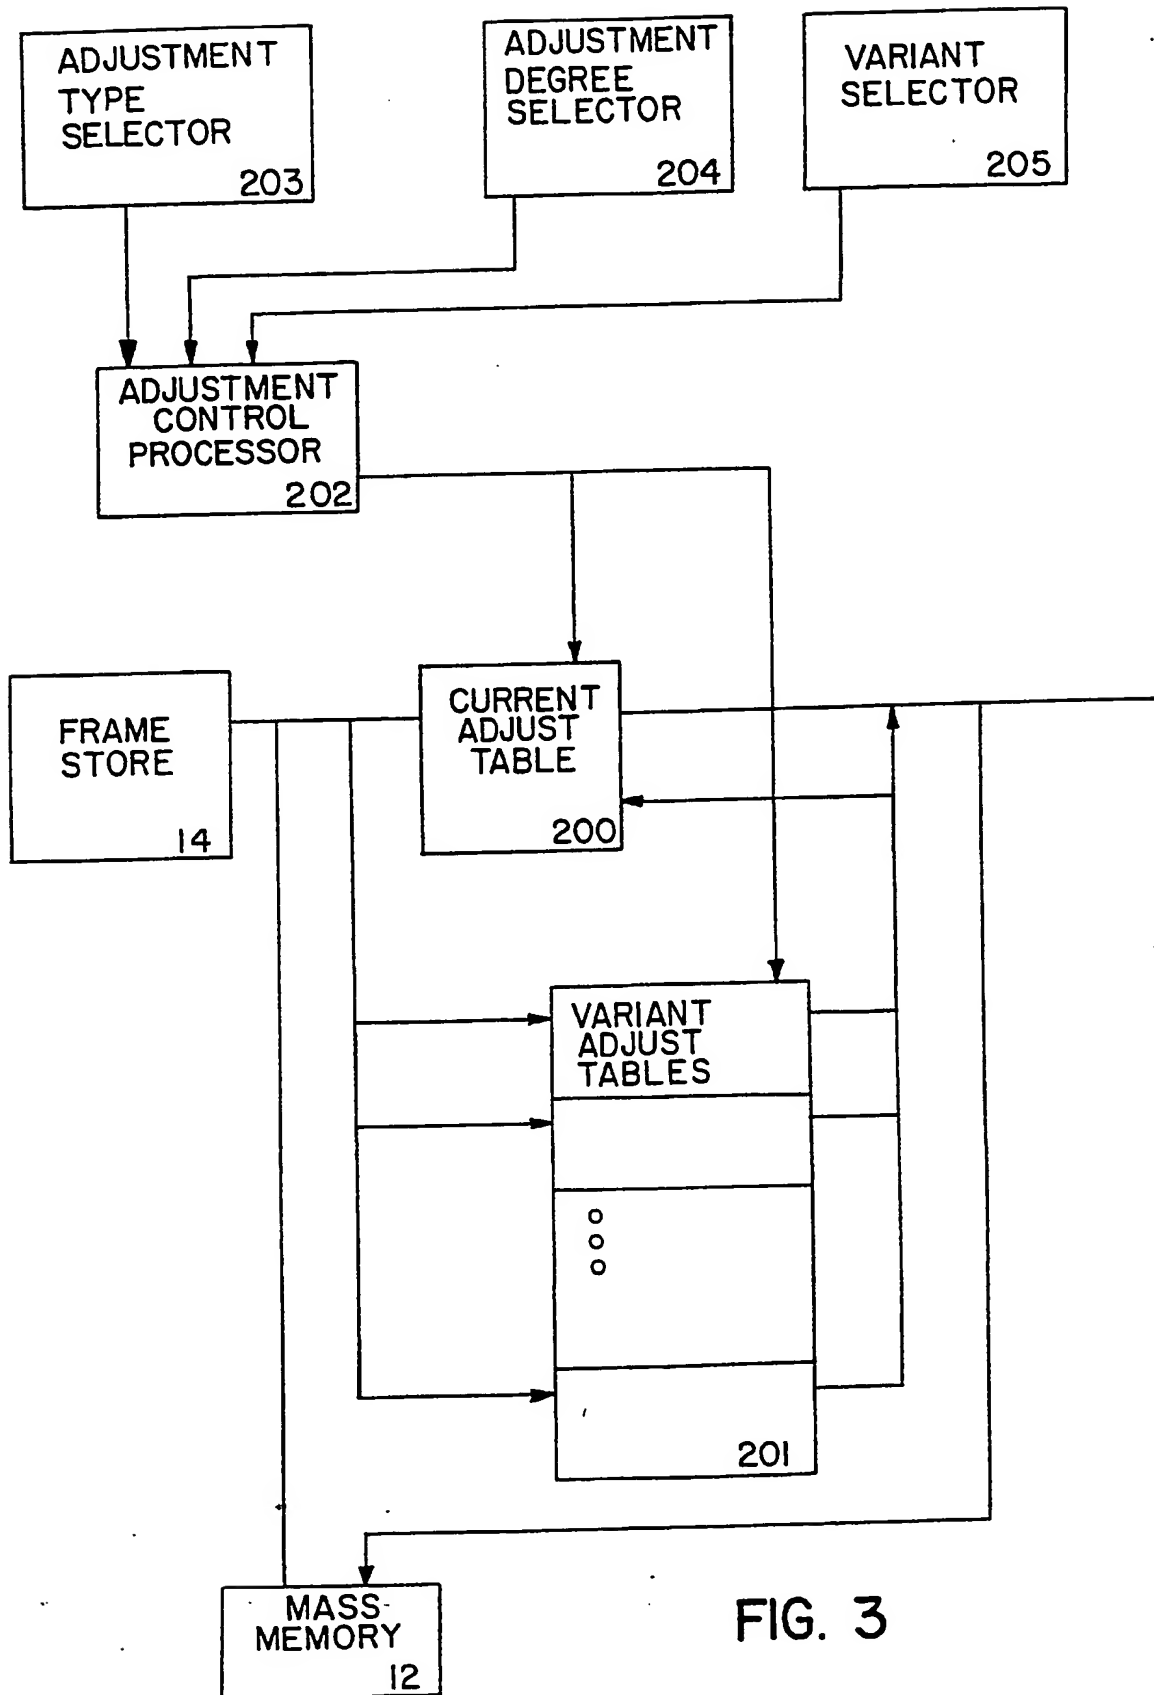 ADJUSTMENT
TYPE
SELECTOR
203
ADJUSTMENT
DEGREE
SELECTOR
204
VARIANT
SELECTOR
205
ADJUSTMENT
CONTROL
PROCESSOR
202
FRAME
STORE
14
CURRENT
ADJUST
TABLE
200
VARIANT
ADJUST
TABLES
201
MASS
MEMORY
12
FIG. 3